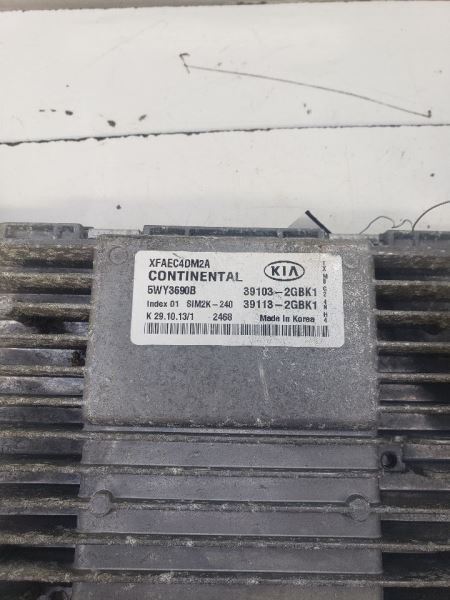 XFAEC4DM2A
CONTINENTAL KIA
5WY3690B 39103-2GBK1
Index 01 SIM2K-240 39113-2GBK1
K 29.10.13/1 2468 Made in Korea